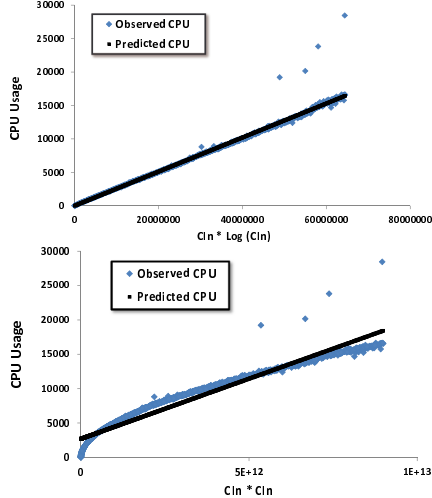 30000
25000
20000
15000
10000
5000
0
CPU Usage
Observed CPU
Predicted CPU
0 20000000 40000000 60000000 80000000
CIn * Log (CIn)
30000
25000
20000
15000
10000
5000
0
CPU Usage
Observed CPU
Predicted CPU
0 5E+12 1E+13
CIn * CIn